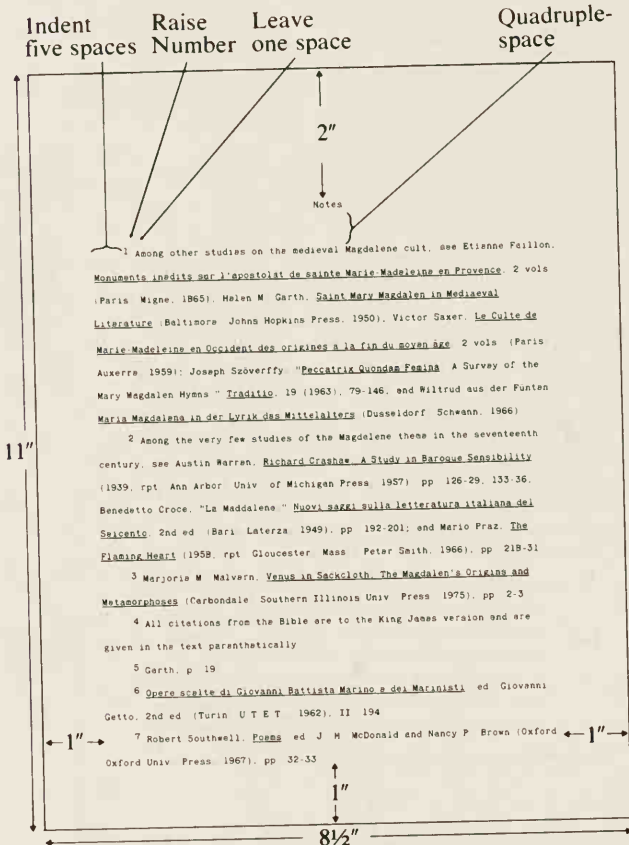 Indent five spaces
Raise Number
Leave one space
Quadruple-space
2"
Notes
1 Among other studies on the medieval Magdalene cult, see Etienne Faillon,
Monuments inedits sur l'apostolat de sainte Marie-Madeleine en Provence. 2 vols
(Paris Migne, 1865), Helen M Garth, Saint Mary Magdalen in Mediaeval
Literature (Baltimore Johns Hopkins Press, 1950), Victor Saxer, Le Culte de
Marie-Madeleine en Occident des origines a la fin du moyen âge 2 vols (Paris
Auxerre 1959); Joseph Szöverffy "Peccatrix Quondam Femina A Survey of the
Mary Magdalen Hymns " Traditio, 19 (1963), 79-146, and Wiltrud aus der Fünten
Maria Magdalena in der Lyrik des Mittelalters (Dusseldorf Schwann, 1966)
2 Among the very few studies of the Magdalene theme in the seventeenth
century, see Austin Warren, Richard Crashaw, A Study in Baroque Sensibility
(1939, rpt Ann Arbor Univ of Michigan Press 1957) pp 126-29, 133-36,
Benedetto Croce, "La Maddalena " Nuovi saggi sulla letteratura italiana del
Seicento. 2nd ed (Bari Laterza 1949), pp 192-201; and Mario Praz, The
Flaming Heart (1958, rpt Gloucester Mass Peter Smith, 1966), pp 218-31
11"
3 Marjorie M Malvern, Venus in Sackcloth, The Magdalen's Origins and
Metamorphoses (Carbondale Southern Illinois Univ Press 1975), pp 2-3
4 All citations from the Bible are to the King James version and are
given in the text parenthetically
5 Garth, p 19
6 Opere scelte di Giovanni Battista Marino e dei Marinisti ed Giovanni
Getto, 2nd ed (Turin U T E T 1962), II 194
1"
7 Robert Southwell, Poems ed J H McDonald and Nancy P Brown (Oxford
1"
Oxford Univ Press 1967), pp 32-33
1"
8½"